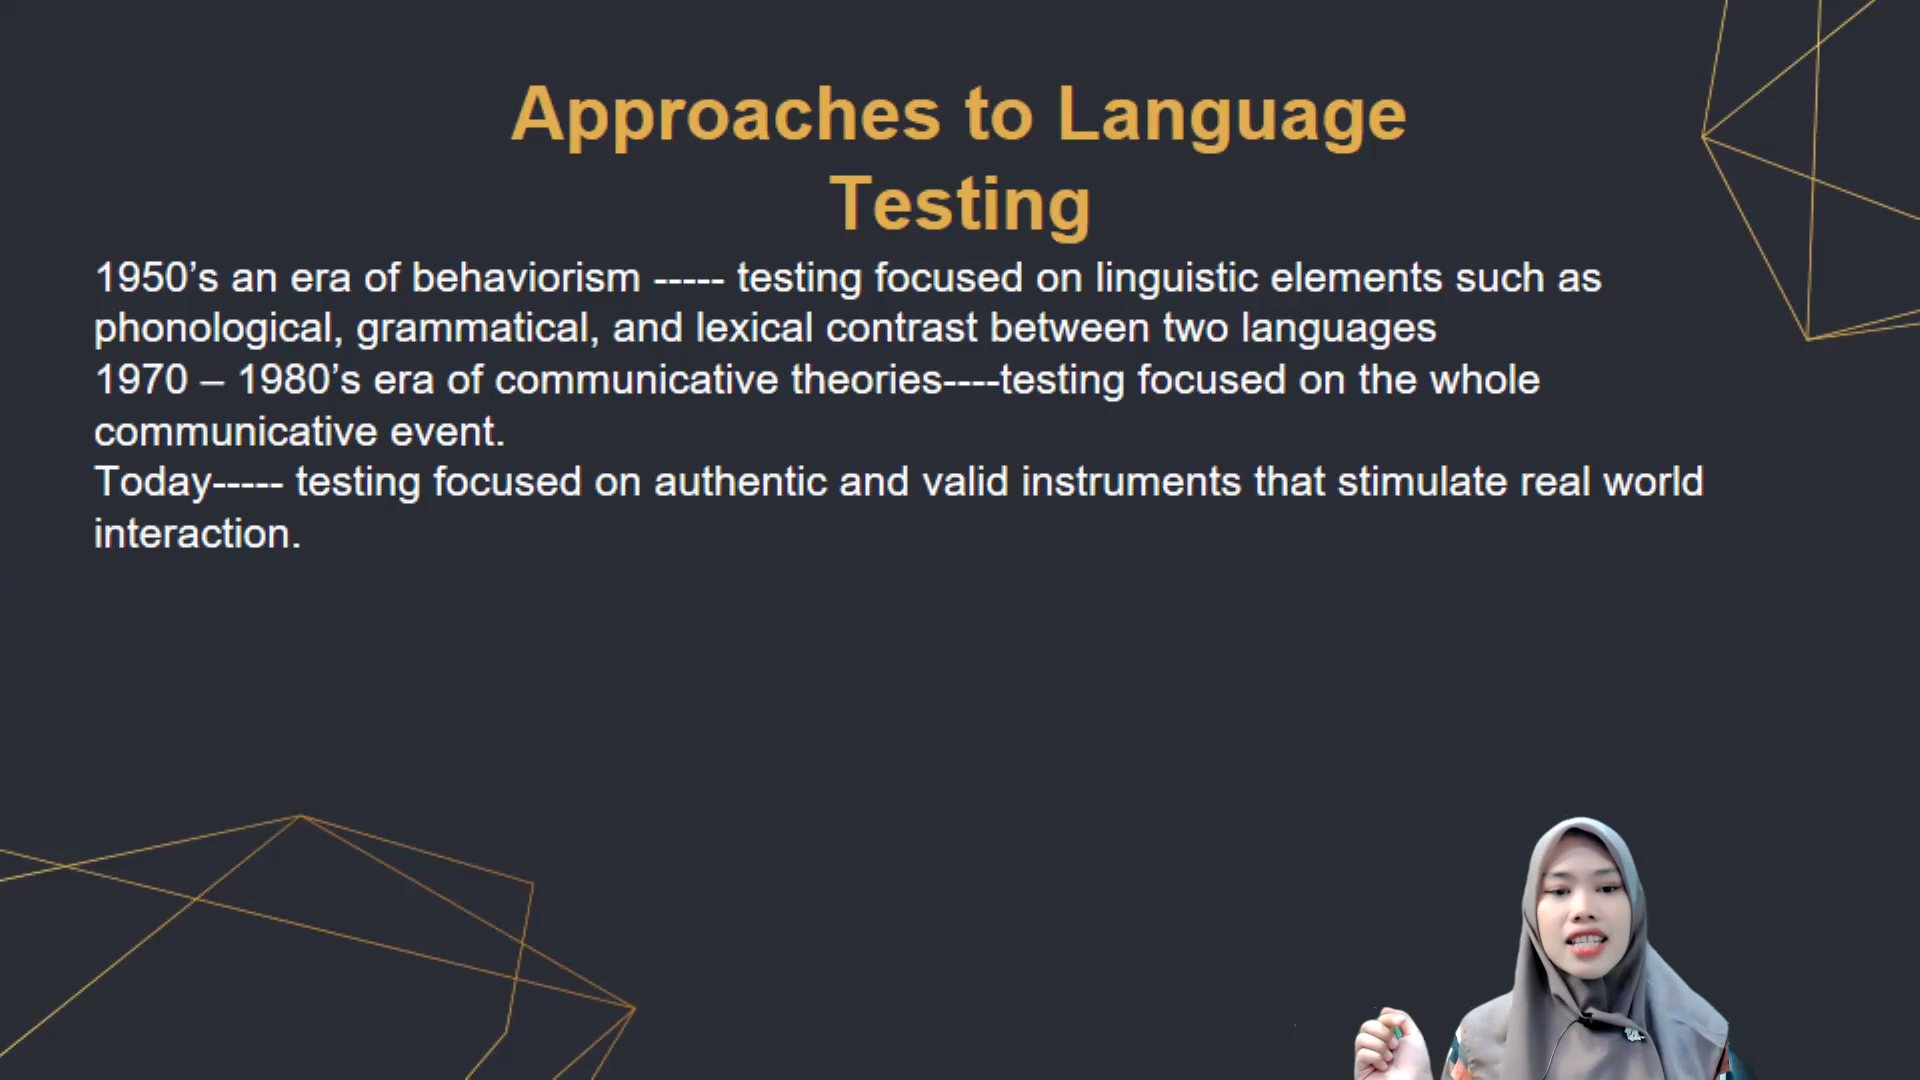 Approaches to Language
Testing
1950’s an era of behaviorism ----- testing focused on linguistic elements such as
phonological, grammatical, and lexical contrast between two languages
1970 – 1980’s era of communicative theories----testing focused on the whole
communicative event.
Today----- testing focused on authentic and valid instruments that stimulate real world
interaction.